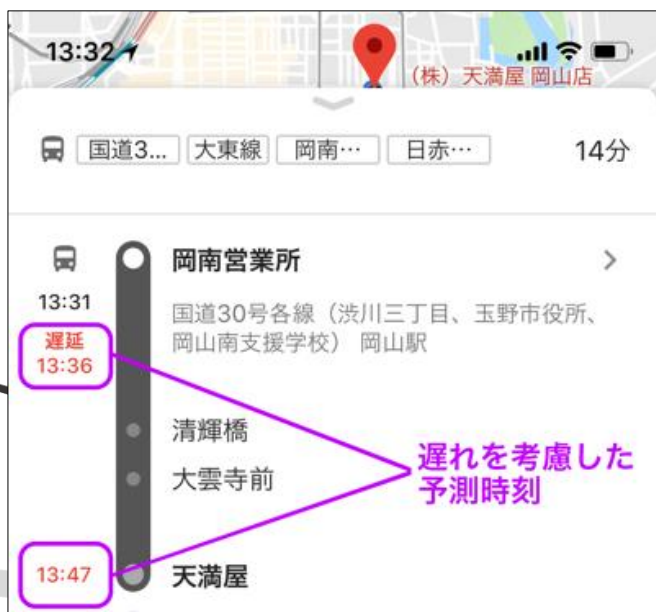 13:32
（株）天満屋 岡山店
国道3... 大東線 岡南… 日赤… 14分
岡南営業所
13:31
国道30号各線（渋川三丁目、玉野市役所、
岡山南支援学校） 岡山駅
遅延
13:36
清輝橋
大雲寺前
遅れを考慮した
予測時刻
13:47
天満屋